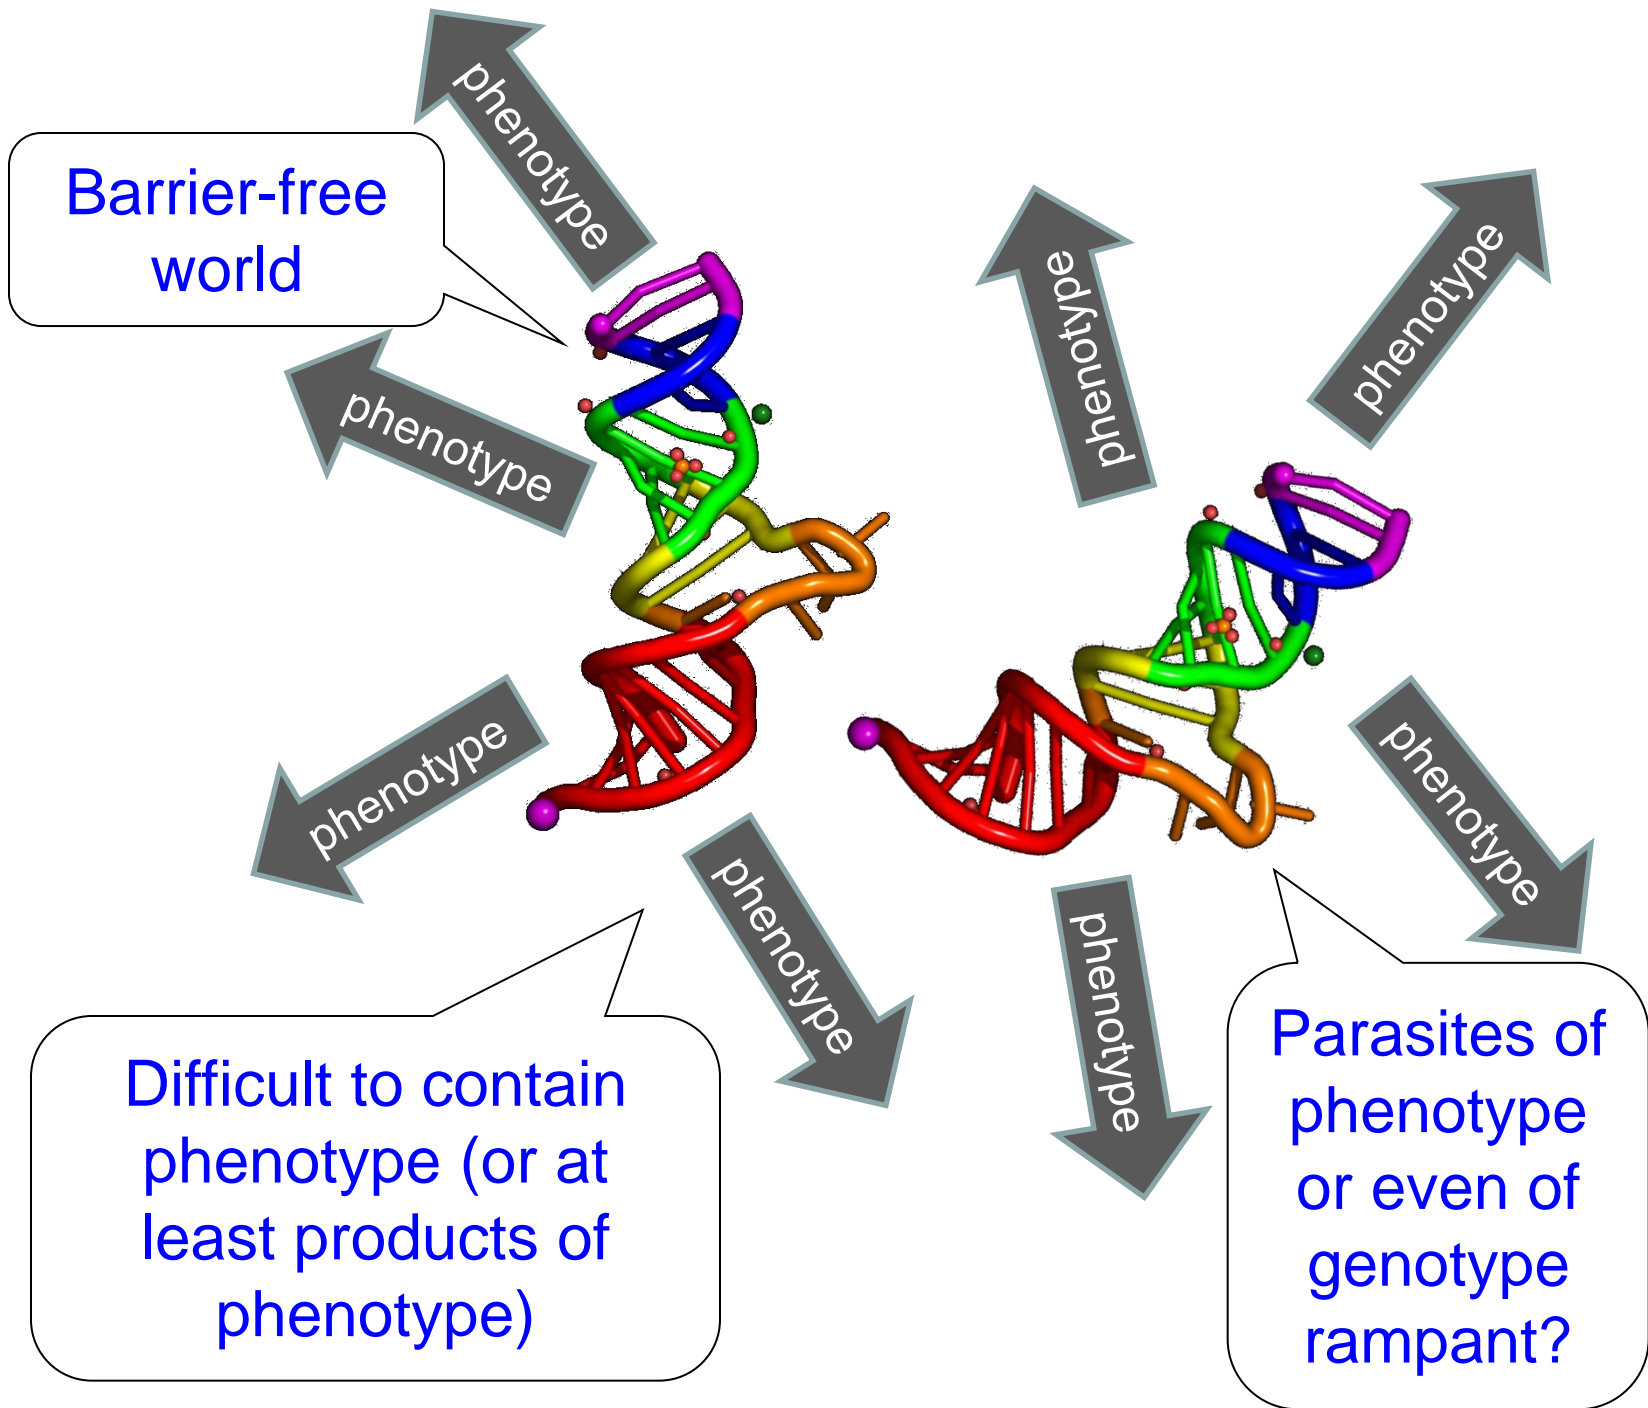 phenotype
Barrier-free
world
phenotype
phenotype
phenotype
phenotype
phenotype
phenotype
phenotype
phenotype
Difficult to contain
phenotype (or at
least products of
phenotype)
Parasites of
phenotype
or even of
genotype
rampant?